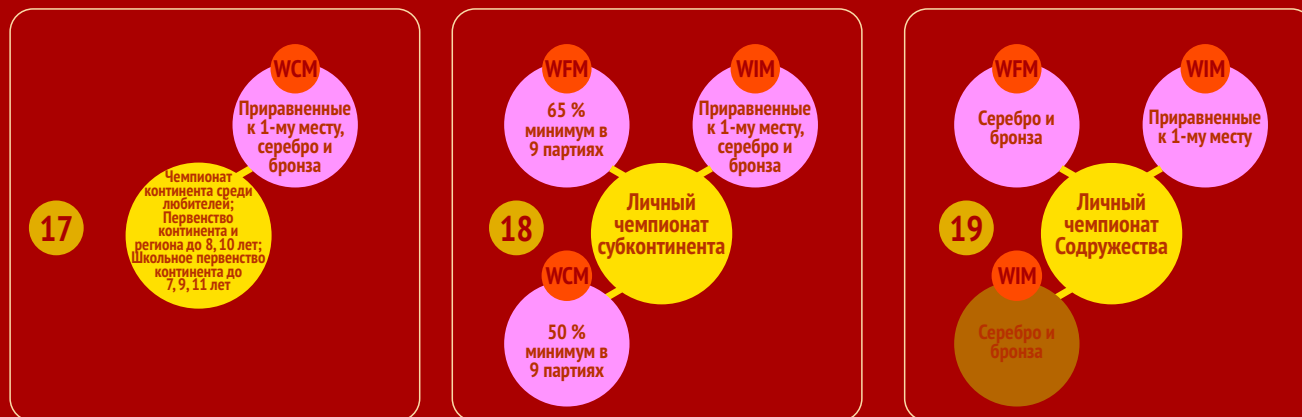 17
WCM
Приравненные
к 1-му месту,
серебро и
бронза
Чемпионат
континента среди
любителей;
Первенство
континента и
региона до 8, 10 лет;
Школьное первенство
континента до
7, 9, 11 лет
18
WFM
65 %
минимум в
9 партиях
WIM
Приравненные
к 1-му месту,
серебро и
бронза
Личный
чемпионат
субконтинента
WCM
50 %
минимум в
9 партиях
19
WFM
Серебро и
бронза
WIM
Приравненные
к 1-му месту
Личный
чемпионат
Содружества
WIM
Серебро и
бронза